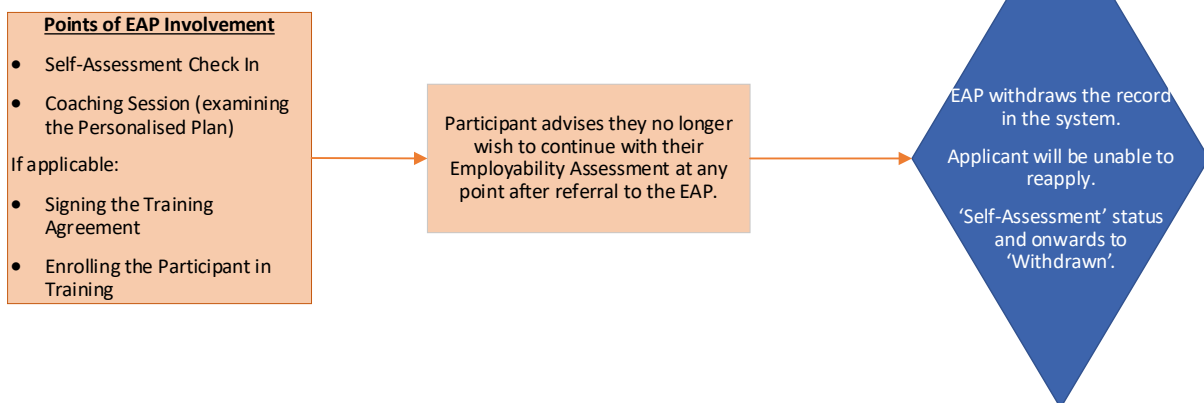 Points of EAP Involvement
• Self-Assessment Check In
• Coaching Session (examining
the Personalised Plan)
If applicable:
• Signing the Training
Agreement
• Enrolling the Participant in
Training
Participant advises they no longer
wish to continue with their
Employability Assessment at any
point after referral to the EAP.
EAP withdraws the record
in the system.
Applicant will be unable to
reapply.
‘Self-Assessment’ status
and onwards to
‘Withdrawn’.